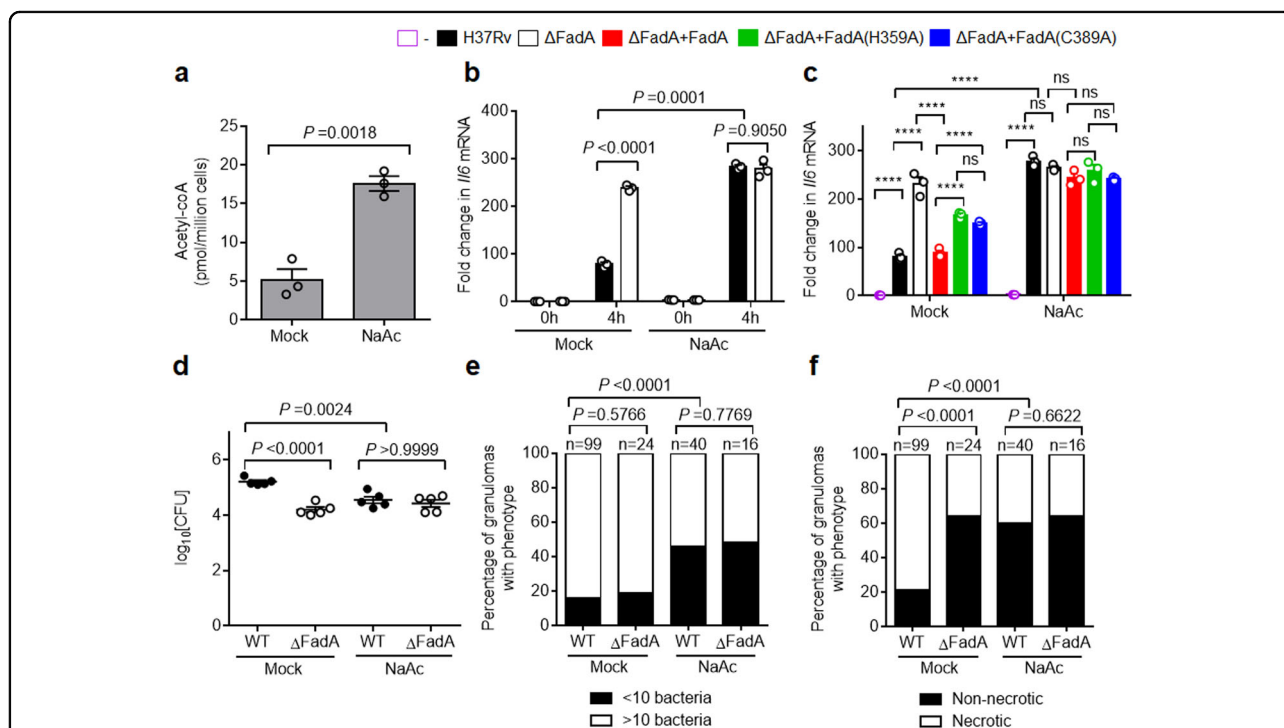 - H37Rv ΔFadA ΔFadA+FadA ΔFadA+FadA(H359A) ΔFadA+FadA(C389A)
a
P =0.0018
Acetyl-coA
(pmol/million cells)
25
20
15
10
5
0
Mock NaAc
b
P =0.0001
P <0.0001
P =0.9050
Fold change in Il6 mRNA
400
300
200
100
0
0h 4h 0h 4h
Mock NaAc
c
****
ns
ns
****
ns
ns
**** **** **** ns
**** ns
**** ns
Fold change in Il6 mRNA
300
200
100
0
Mock NaAc
d
P =0.0024
P <0.0001 P >0.9999
log10[CFU]
6
4
2
0
WT ΔFadA WT ΔFadA
Mock NaAc
e
P <0.0001
P =0.5766 P =0.7769
n=99 n=24 n=40 n=16
Percentage of granulomas
with phenotype
100
80
60
40
20
0
WT ΔFadA WT ΔFadA
Mock NaAc
<10 bacteria
>10 bacteria
f
P <0.0001
P <0.0001 P =0.6622
n=99 n=24 n=40 n=16
Percentage of granulomas
with phenotype
100
80
60
40
20
0
WT ΔFadA WT ΔFadA
Mock NaAc
Non-necrotic
Necrotic